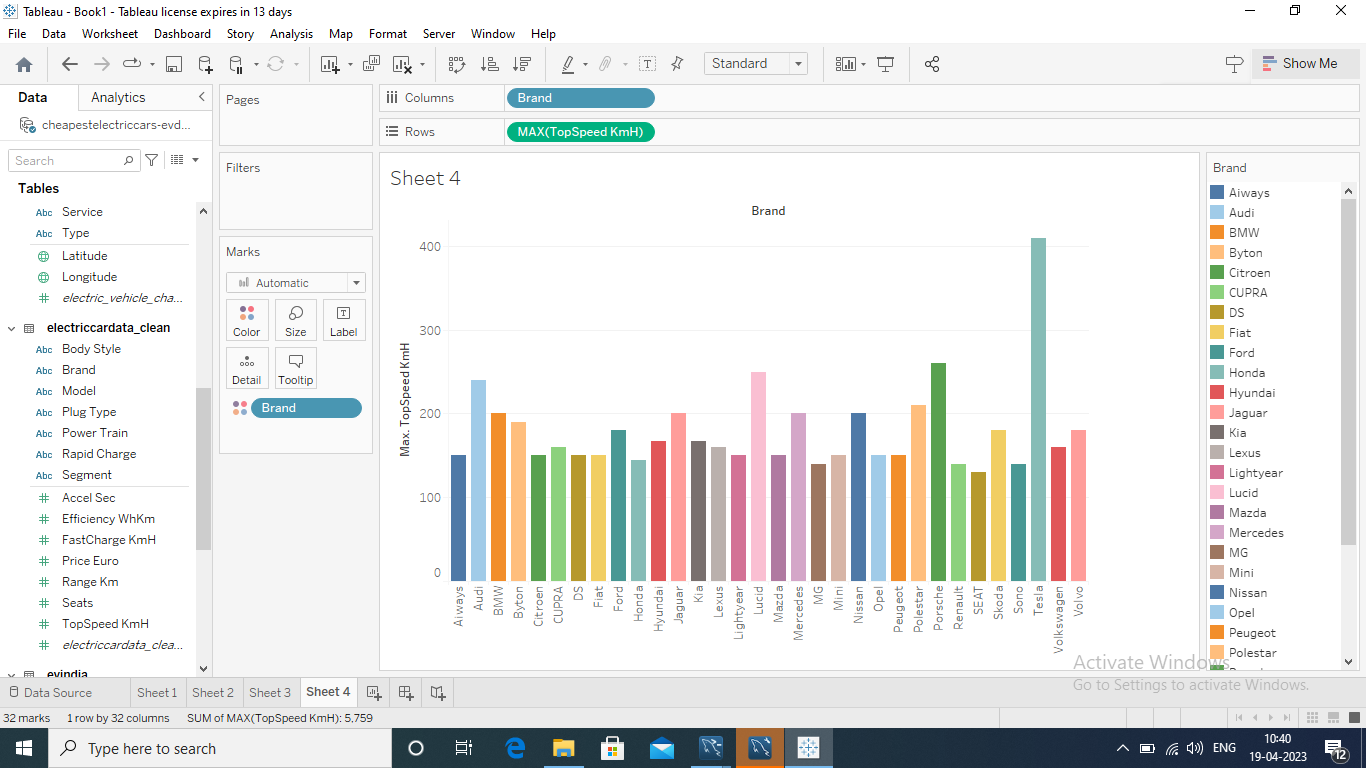 Tableau - Book1 - Tableau license expires in 13 days
File Data Worksheet Dashboard Story Analysis Map Format Server Window Help
Standard
Show Me
Data Analytics
cheapestelectriccars-evd...
Search
Tables
Abc Service
Abc Type
Latitude
Longitude
# electric_vehicle_cha...
electriccardata_clean
Abc Body Style
Abc Brand
Abc Model
Abc Plug Type
Abc Power Train
Abc Rapid Charge
Abc Segment
# Accel Sec
# Efficiency WhKm
# FastCharge KmH
# Price Euro
# Range Km
# Seats
# TopSpeed KmH
# electriccardata_clea...
evindia
Pages
Filters
Marks
Automatic
Color Size Label
Detail Tooltip
Brand
Columns Brand
Rows MAX(TopSpeed KmH)
Sheet 4
Brand
Max. TopSpeed KmH
400
300
200
100
0
Aiways
Audi
BMW
Byton
Citroen
CUPRA
DS
Fiat
Ford
Honda
Hyundai
Jaguar
Kia
Lexus
Lightyear
Lucid
Mazda
Mercedes
MG
Mini
Nissan
Opel
Peugeot
Polestar
Porsche
Renault
SEAT
Skoda
Sono
Tesla
Volkswagen
Volvo
Brand
Aiways
Audi
BMW
Byton
Citroen
CUPRA
DS
Fiat
Ford
Honda
Hyundai
Jaguar
Kia
Lexus
Lightyear
Lucid
Mazda
Mercedes
MG
Mini
Nissan
Opel
Peugeot
Polestar
Activate Windows
Go to Settings to activate Windows.
Data Source Sheet 1 Sheet 2 Sheet 3 Sheet 4
32 marks 1 row by 32 columns SUM of MAX(TopSpeed KmH): 5,759
Type here to search
ENG
10:40
19-04-2023
12